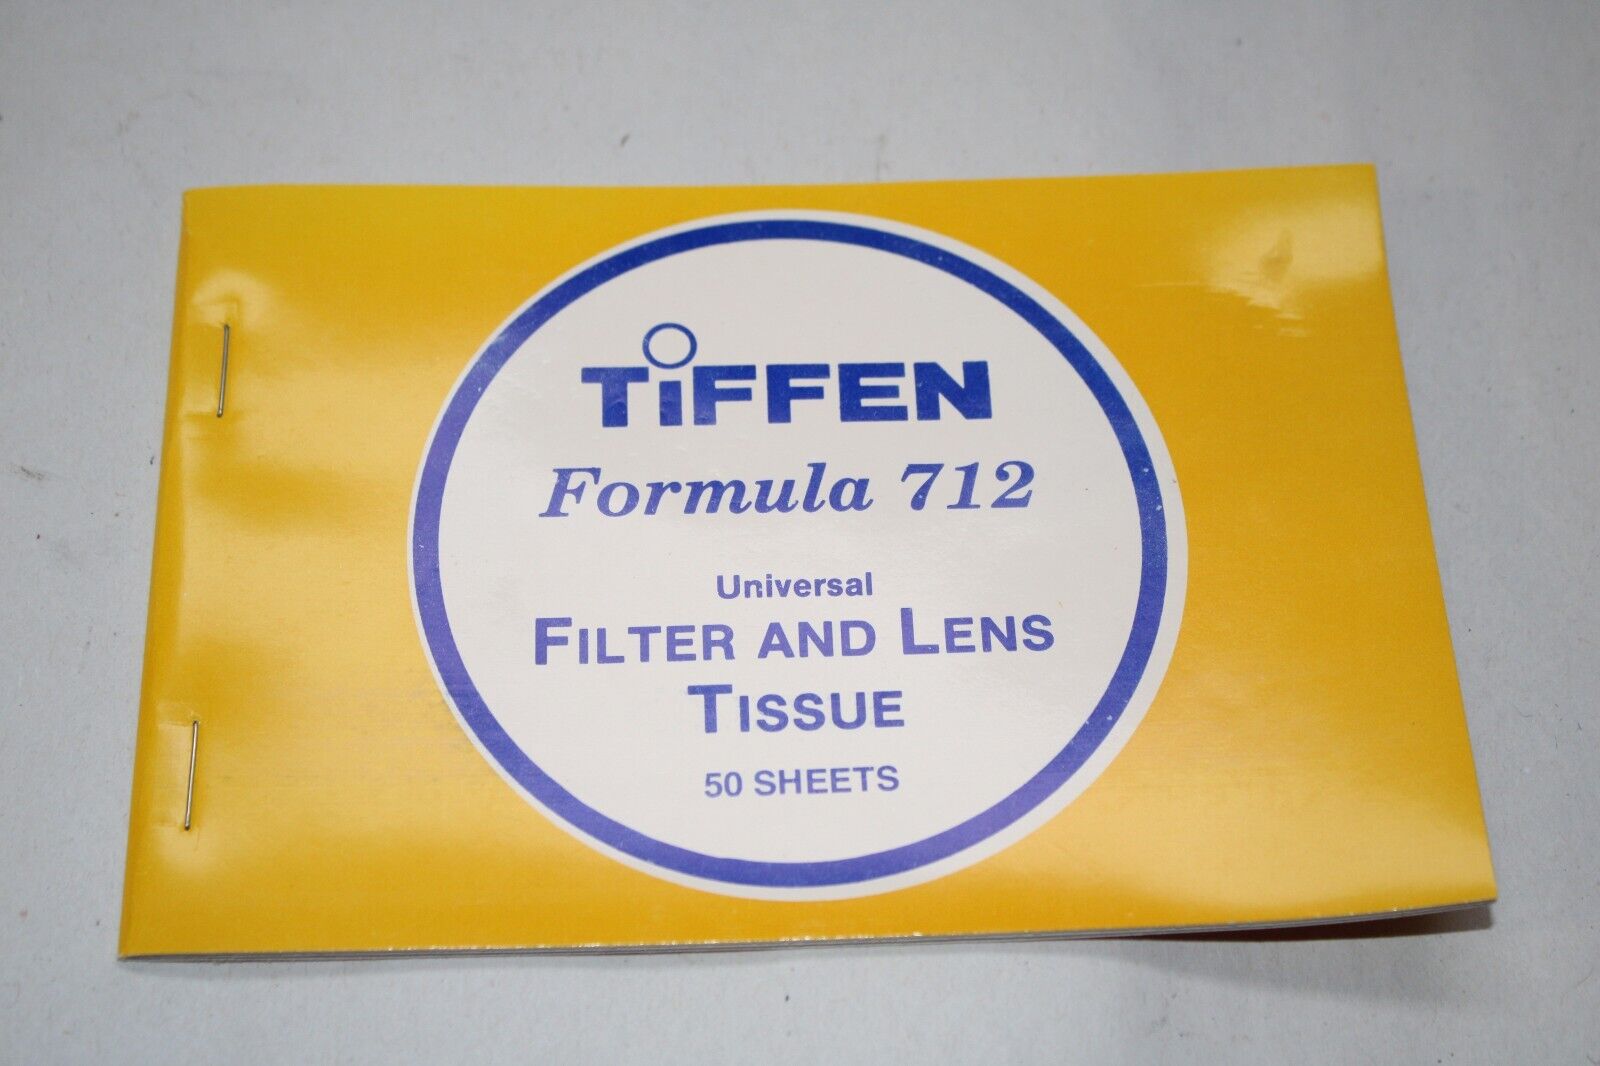 TiFFEN
Formula 712
Universal
FILTER AND LENS
TISSUE
50 SHEETS